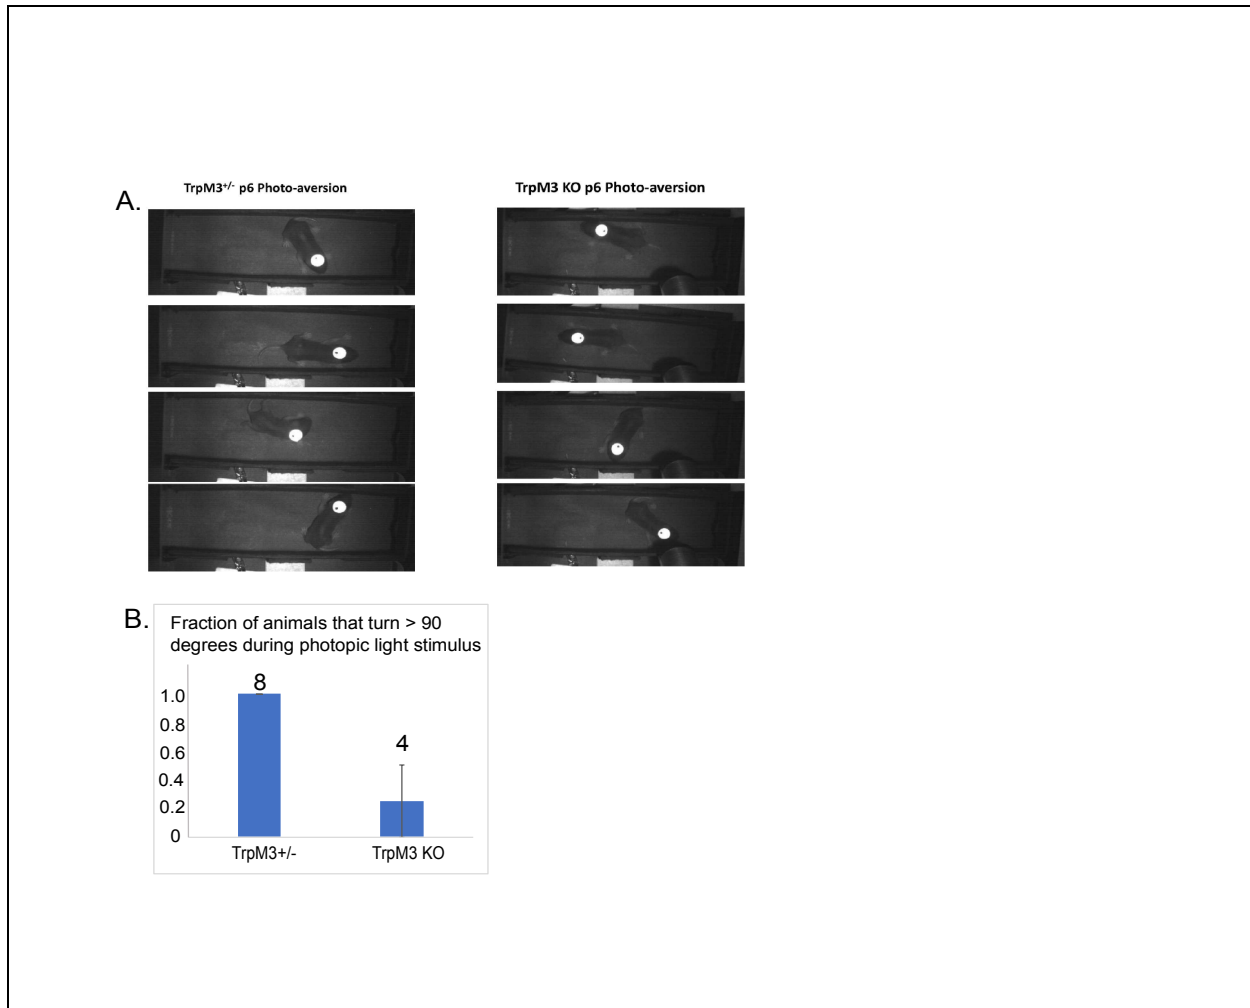 A.
TrpM3+/- p6 Photo-aversion
TrpM3 KO p6 Photo-aversion
B.
Fraction of animals that turn > 90
degrees during photopic light stimulus
8
4
1.0
0.8
0.6
0.4
0.2
0
TrpM3+/-
TrpM3 KO